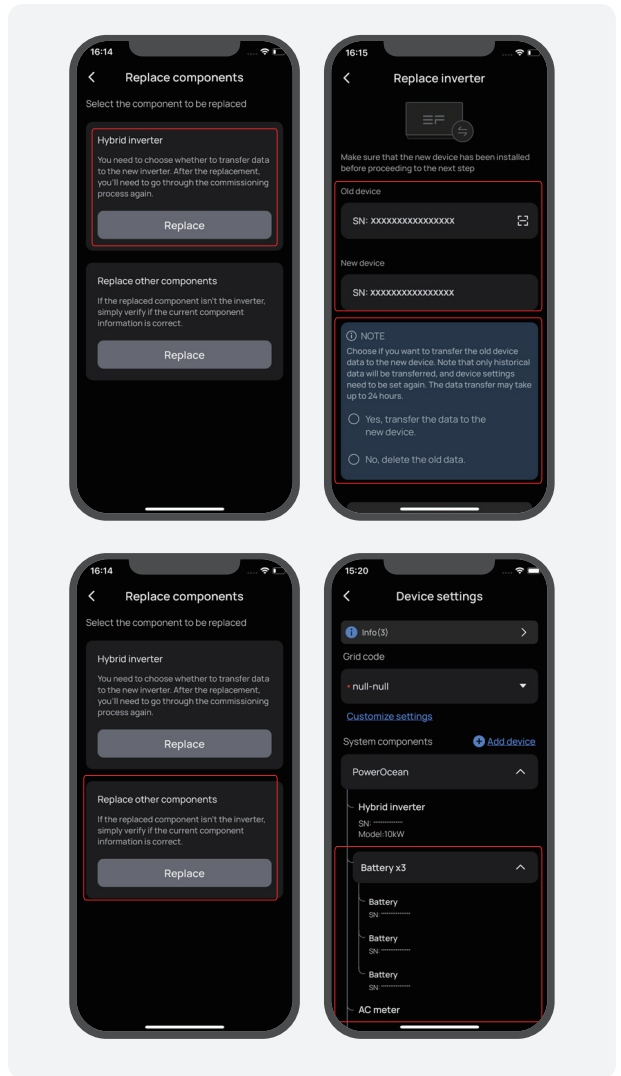 16:14
Replace components
Select the component to be replaced
Hybrid inverter
You need to choose whether to transfer data
to the new inverter. After the replacement,
you'll need to go through the commissioning
process again.
Replace
Replace other components
If the replaced component isn't the inverter,
simply verify if the current component
information is correct.
Replace
16:15
Replace inverter
Make sure that the new device has been installed
before proceeding to the next step
Old device
SN: XXXXXXXXXXXXXXXX
New device
SN: XXXXXXXXXXXXXXXX
NOTE
Choose if you want to transfer the old device
data to the new device. Note that only historical
data will be transferred, and device settings
need to be set again. The data transfer may take
up to 24 hours.
Yes, transfer the data to the
new device.
No, delete the old data.
16:14
Replace components
Select the component to be replaced
Hybrid inverter
You need to choose whether to transfer data
to the new inverter. After the replacement,
you'll need to go through the commissioning
process again.
Replace
Replace other components
If the replaced component isn't the inverter,
simply verify if the current component
information is correct.
Replace
15:20
Device settings
Info(3)
Grid code
• null-null
Customize settings
System components
Add device
PowerOcean
Hybrid inverter
SN: **************
Model:10kW
Battery x3
Battery
SN: **************
Battery
SN: **************
Battery
SN: **************
AC meter